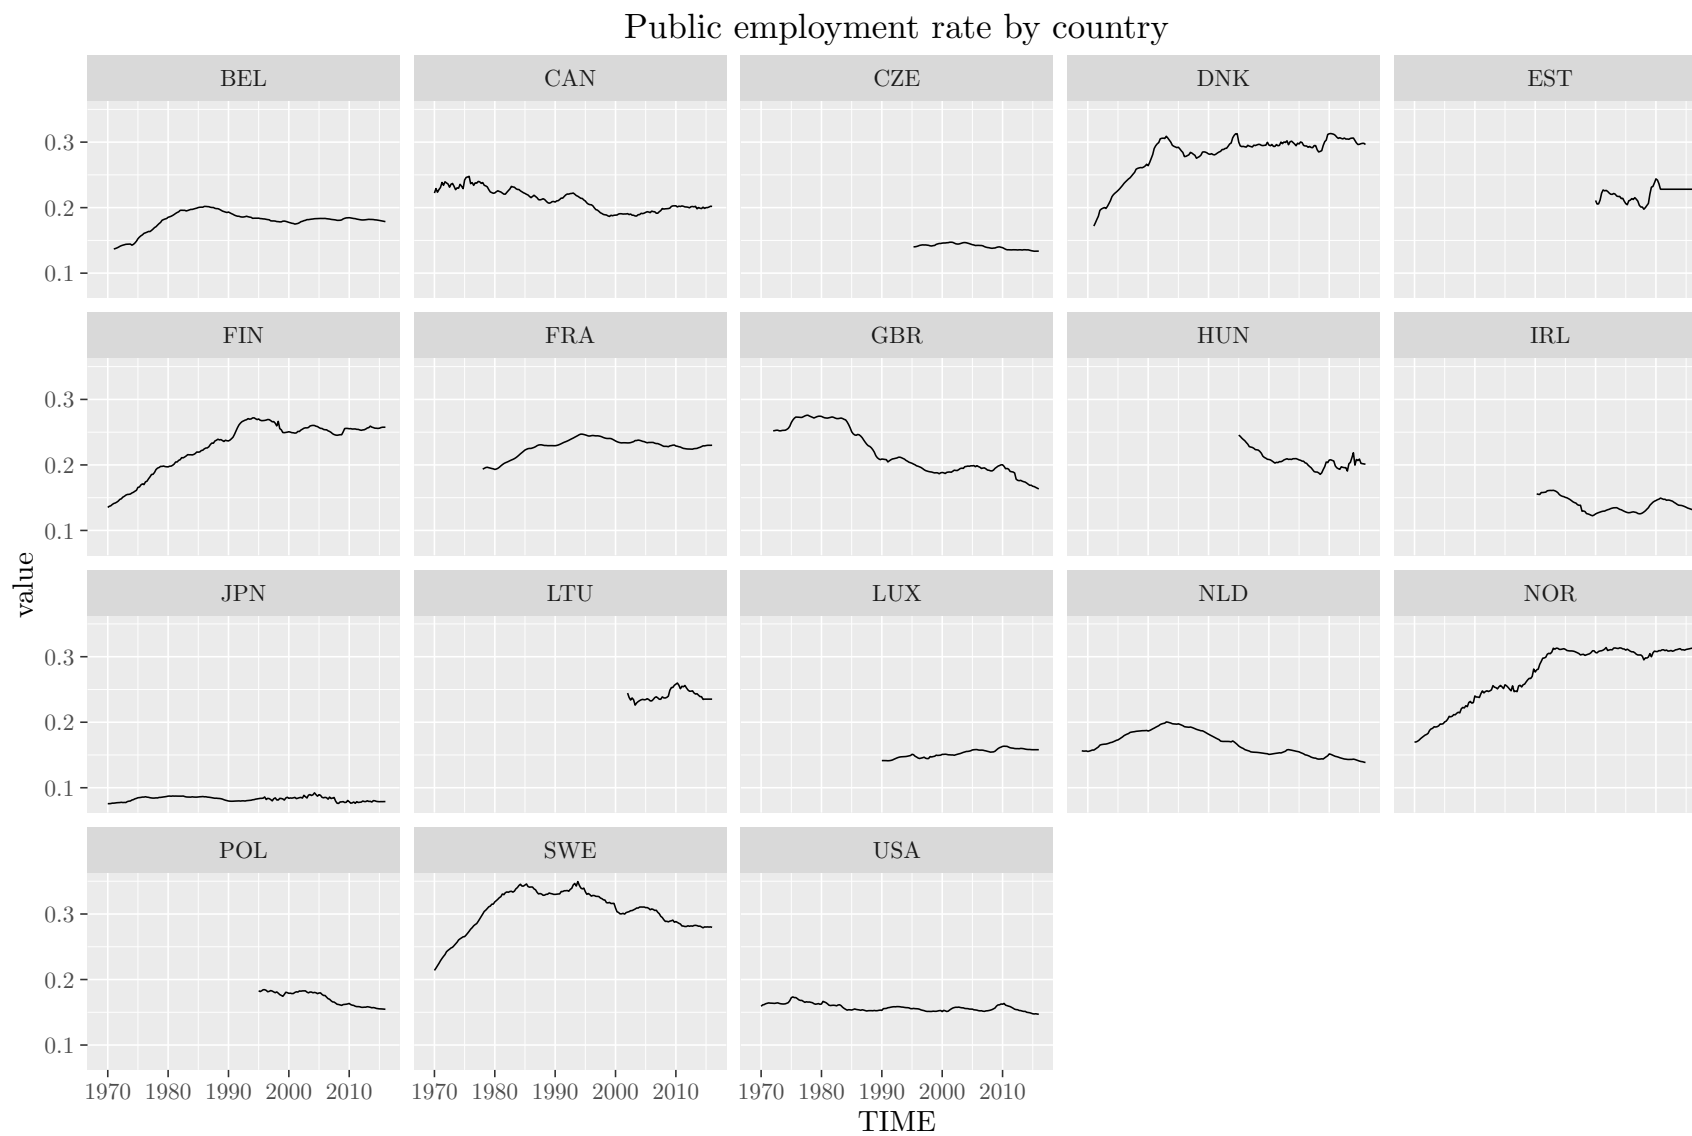 Public employment rate by country
BEL CAN CZE DNK EST
0.3
0.2
0.1
FIN FRA GBR HUN IRL
0.3
0.2
0.1
value
JPN LTU LUX NLD NOR
0.3
0.2
0.1
POL SWE USA
0.3
0.2
0.1
1970 1980 1990 2000 2010 1970 1980 1990 2000 2010 1970 1980 1990 2000 2010
TIME